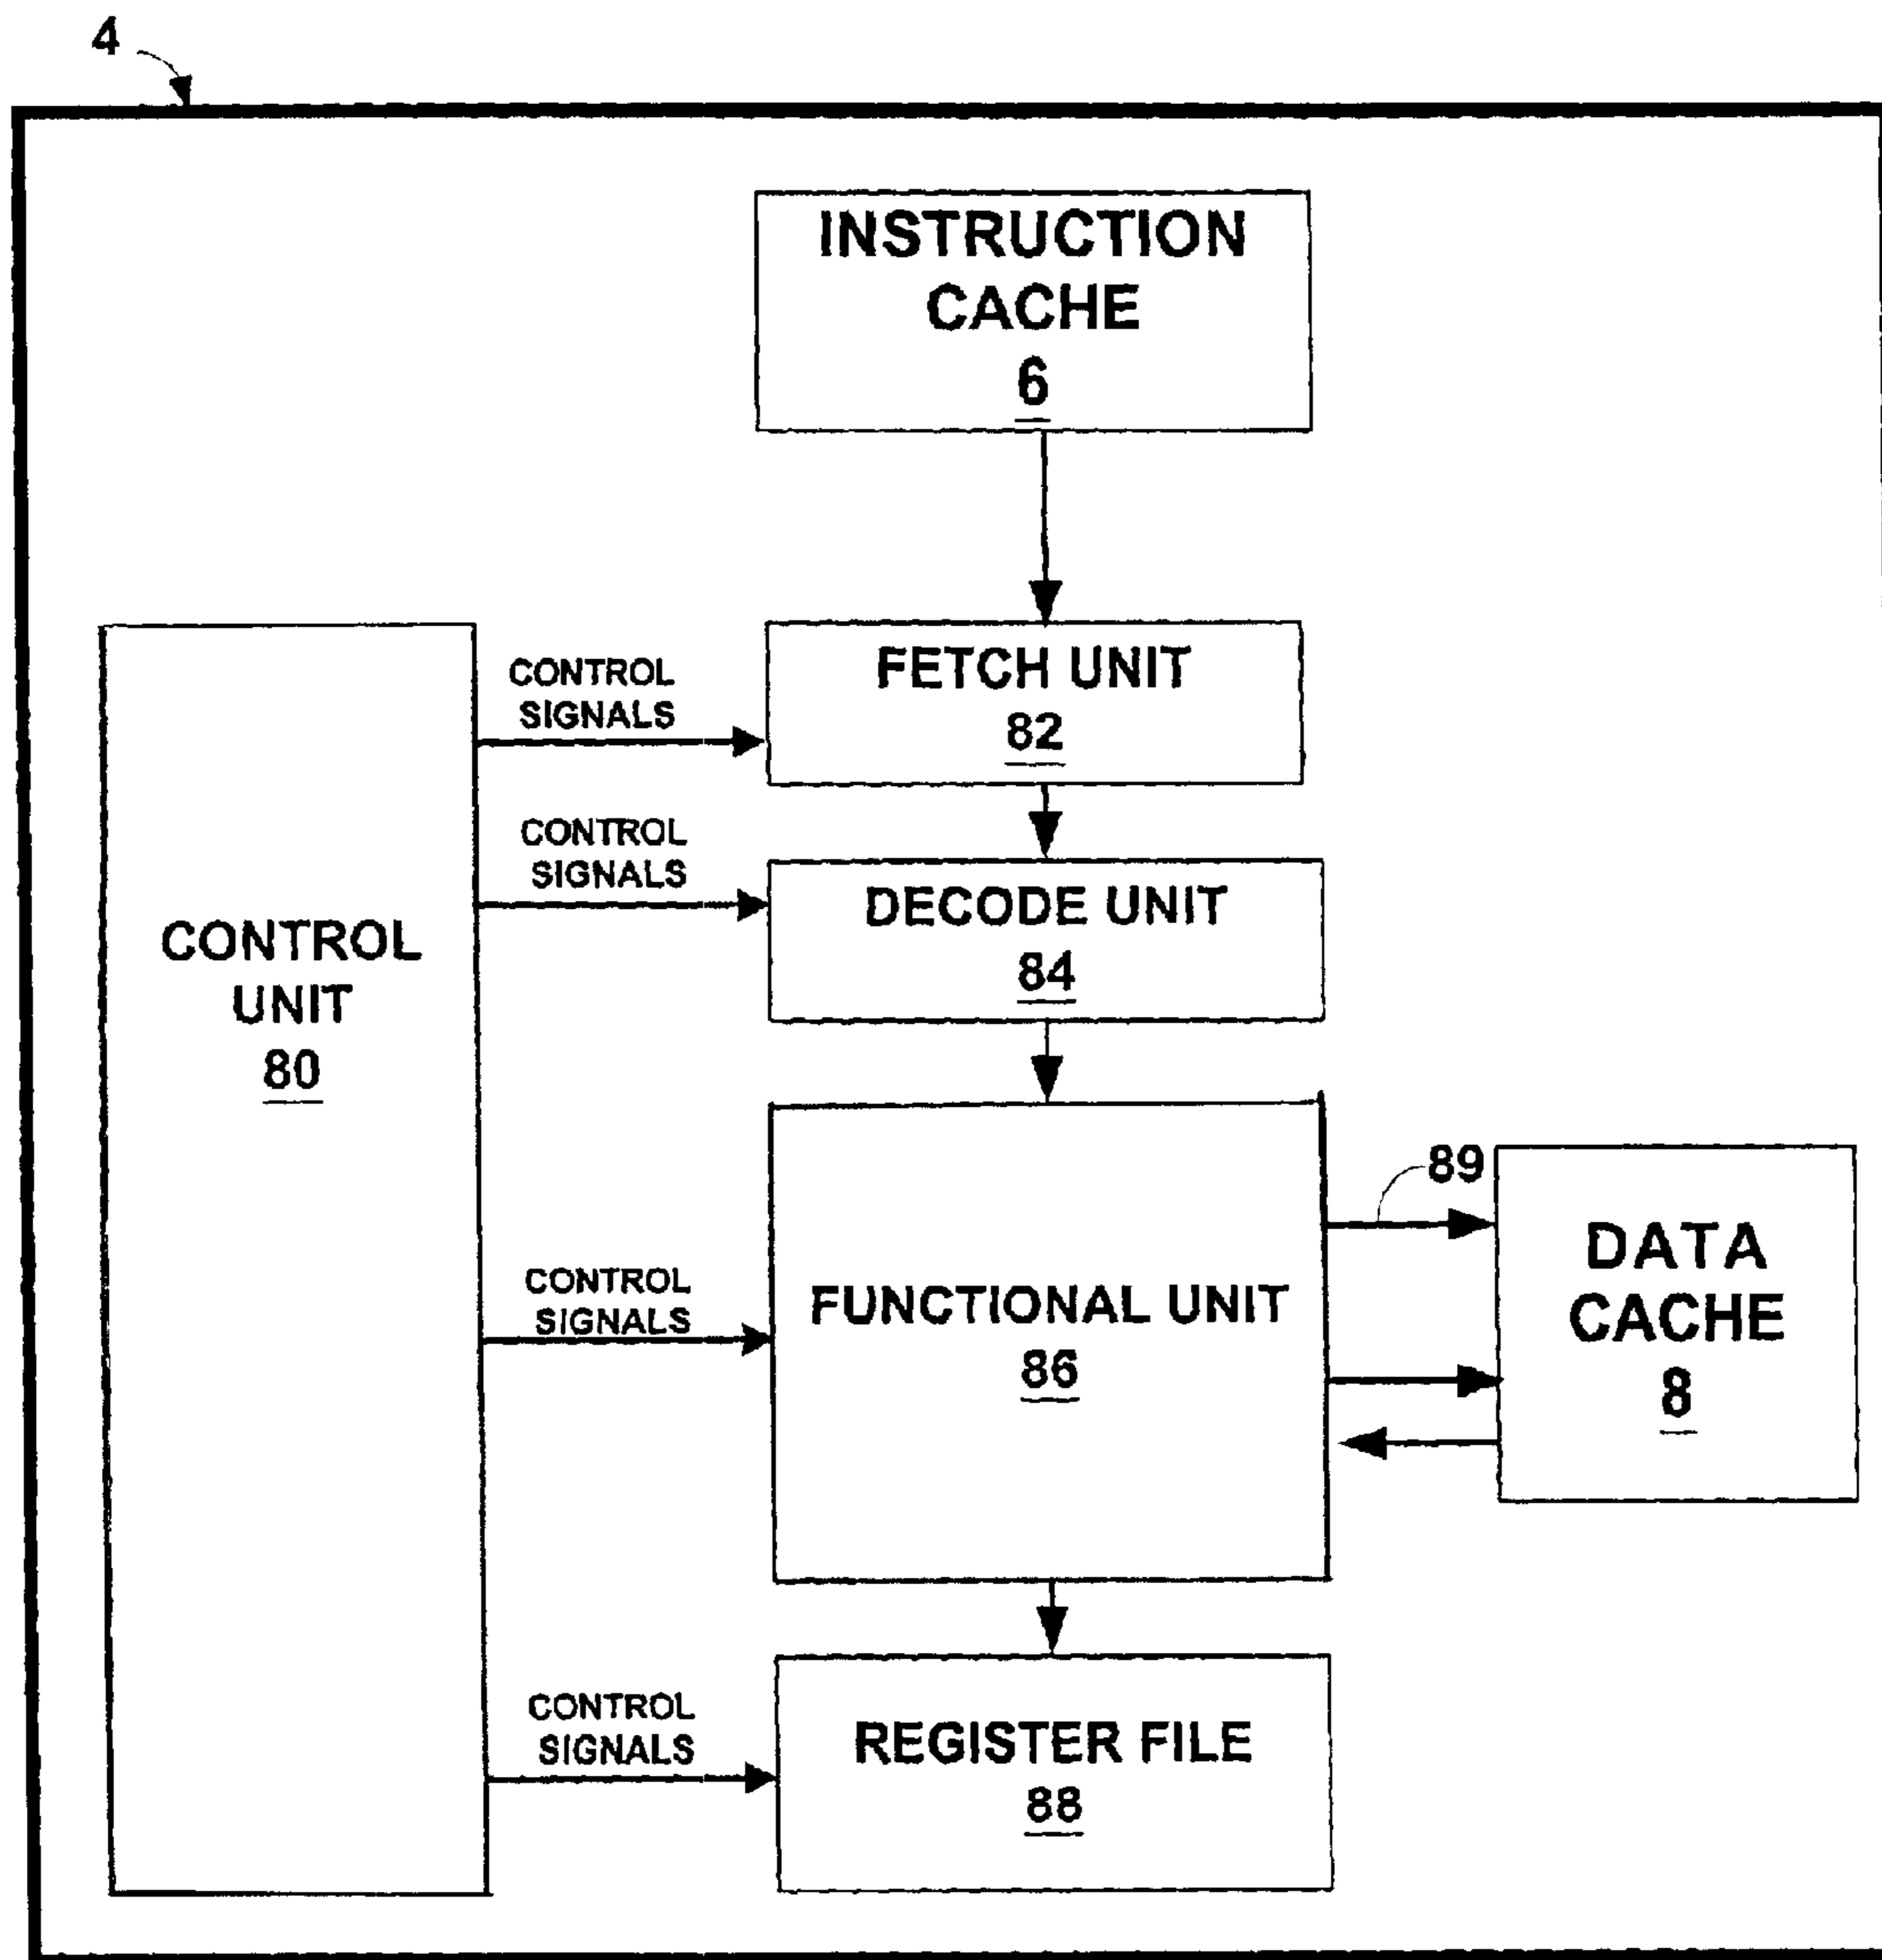 4
INSTRUCTION
CACHE
6
FETCH UNIT
82
CONTROL
SIGNALS
CONTROL
SIGNALS
DECODE UNIT
84
CONTROL
UNIT
80
89
DATA
CACHE
8
CONTROL
SIGNALS
FUNCTIONAL UNIT
86
CONTROL
SIGNALS
REGISTER FILE
88